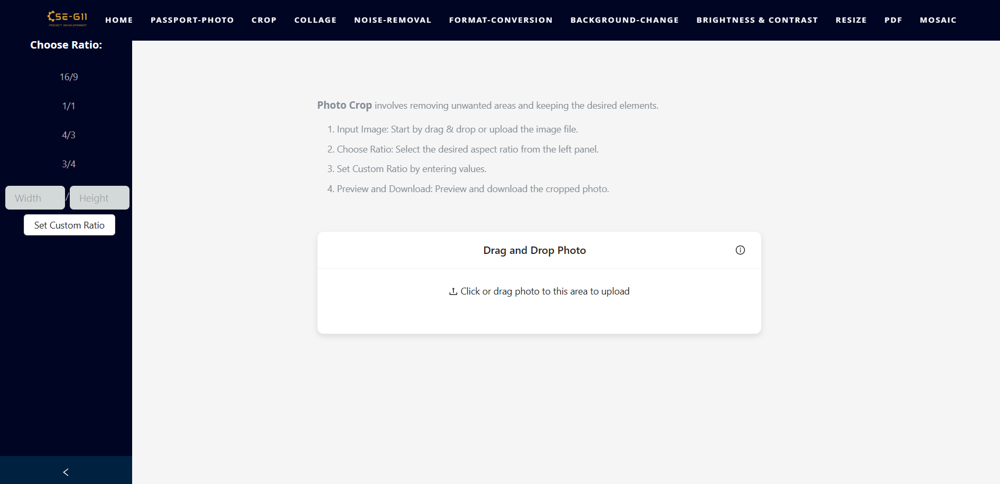 CSE-G11
PROJECT DEVELOPEMENT
HOME PASSPORT-PHOTO CROP COLLAGE NOISE-REMOVAL FORMAT-CONVERSION BACKGROUND-CHANGE BRIGHTNESS & CONTRAST RESIZE PDF MOSAIC
Choose Ratio:
16/9
1/1
4/3
3/4
Width / Height
Set Custom Ratio
Photo Crop involves removing unwanted areas and keeping the desired elements.
1. Input Image: Start by drag & drop or upload the image file.
2. Choose Ratio: Select the desired aspect ratio from the left panel.
3. Set Custom Ratio by entering values.
4. Preview and Download: Preview and download the cropped photo.
Drag and Drop Photo
Click or drag photo to this area to upload